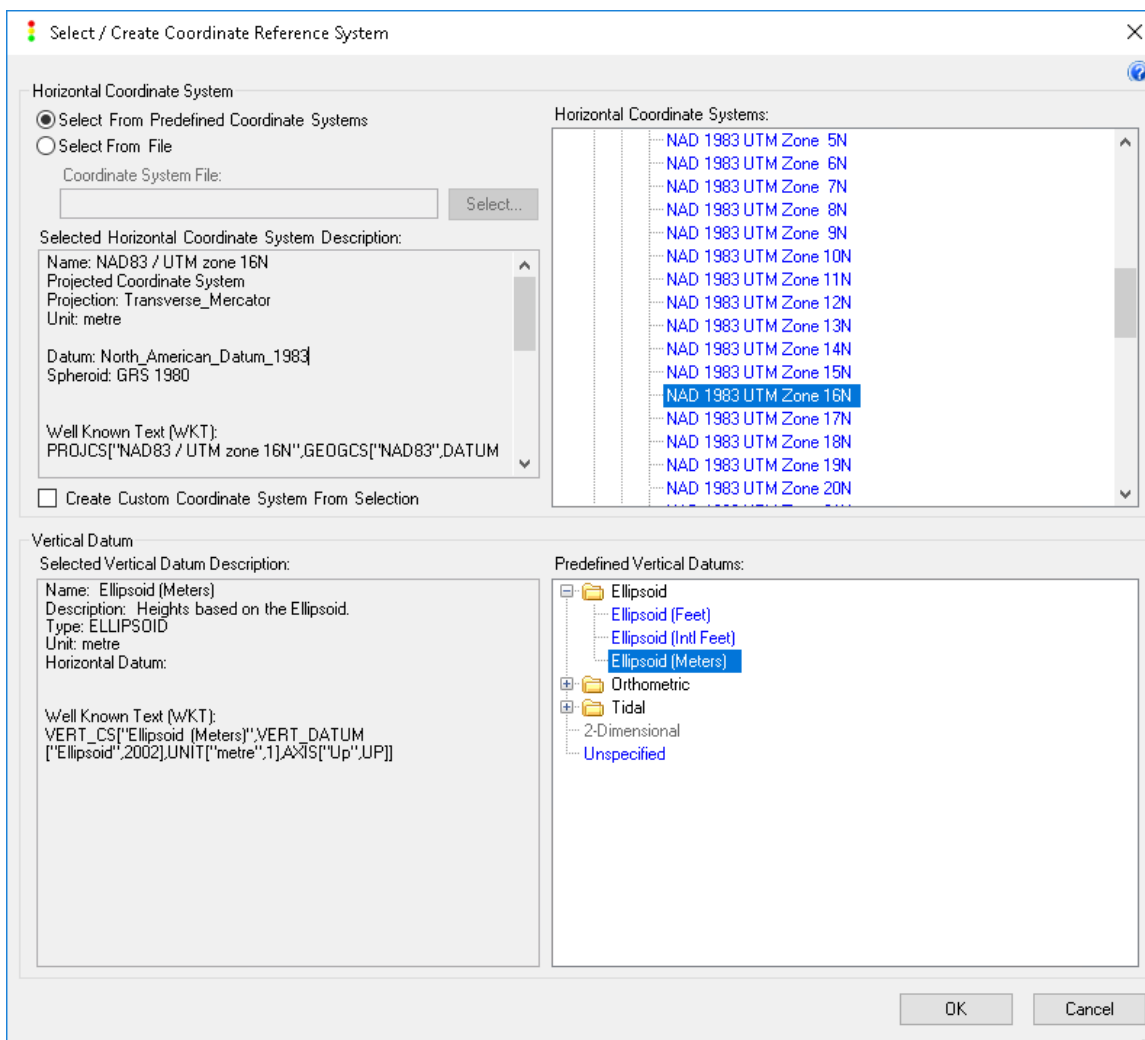 Select / Create Coordinate Reference System
Horizontal Coordinate System
Select From Predefined Coordinate Systems
Select From File
Coordinate System File:
Select...
Selected Horizontal Coordinate System Description:
Name: NAD83 / UTM zone 16N
Projected Coordinate System
Projection: Transverse_Mercator
Unit: metre
Datum: North_American_Datum_1983
Spheroid: GRS 1980
Well Known Text (WKT):
PROJCS["NAD83 / UTM zone 16N",GEOGCS["NAD83",DATUM
Create Custom Coordinate System From Selection
Horizontal Coordinate Systems:
NAD 1983 UTM Zone 5N
NAD 1983 UTM Zone 6N
NAD 1983 UTM Zone 7N
NAD 1983 UTM Zone 8N
NAD 1983 UTM Zone 9N
NAD 1983 UTM Zone 10N
NAD 1983 UTM Zone 11N
NAD 1983 UTM Zone 12N
NAD 1983 UTM Zone 13N
NAD 1983 UTM Zone 14N
NAD 1983 UTM Zone 15N
NAD 1983 UTM Zone 16N
NAD 1983 UTM Zone 17N
NAD 1983 UTM Zone 18N
NAD 1983 UTM Zone 19N
NAD 1983 UTM Zone 20N
Vertical Datum
Selected Vertical Datum Description:
Name: Ellipsoid (Meters)
Description: Heights based on the Ellipsoid.
Type: ELLIPSOID
Unit: metre
Horizontal Datum:
Well Known Text (WKT):
VERT_CS["Ellipsoid (Meters)",VERT_DATUM
["Ellipsoid",2002],UNIT["metre",1],AXIS["Up",UP]]
Predefined Vertical Datums:
Ellipsoid
Ellipsoid (Feet)
Ellipsoid (Intl Feet)
Ellipsoid (Meters)
Orthometric
Tidal
2-Dimensional
Unspecified
OK
Cancel